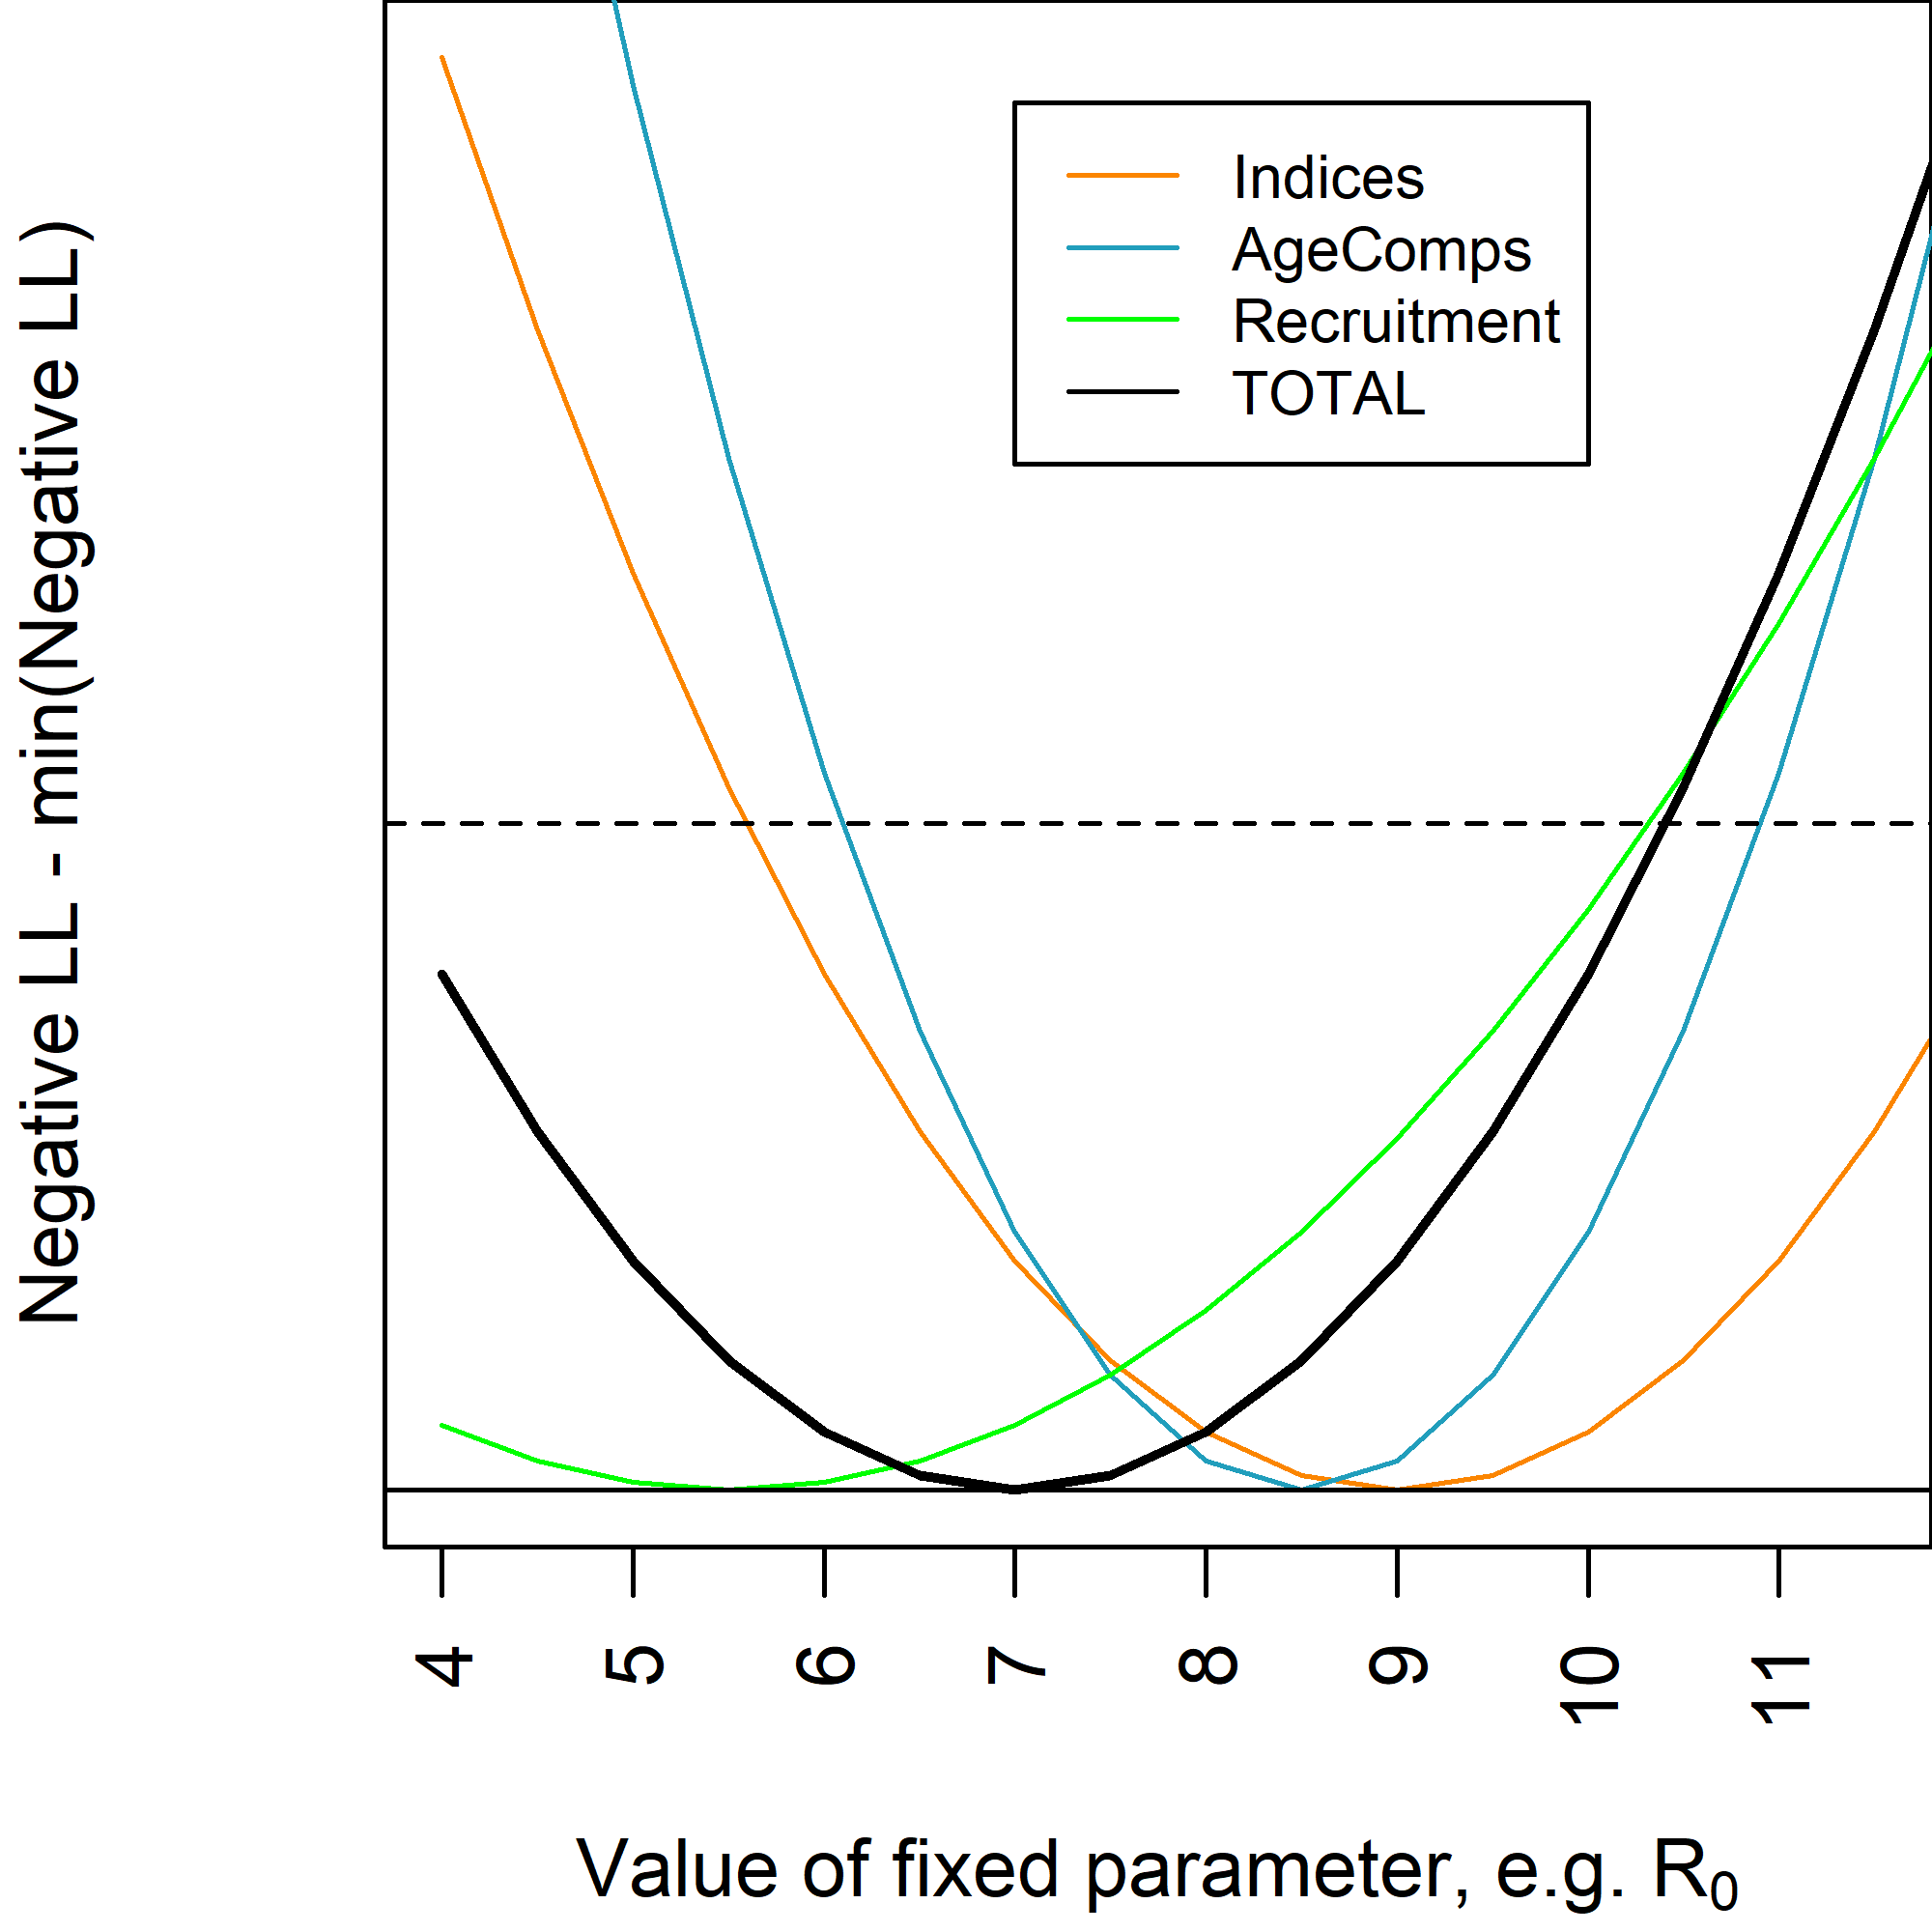 Negative LL - min(Negative LL)
Indices
AgeComps
Recruitment
TOTAL
4 5 6 7 8 9 10 11
Value of fixed parameter, e.g. R₀